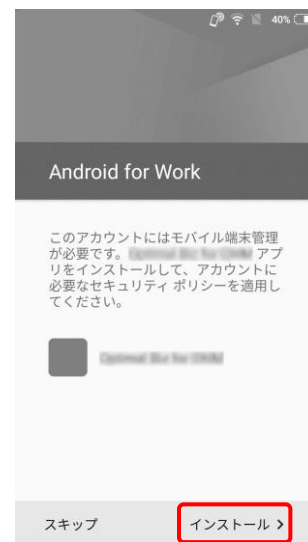 40%
Android for Work
このアカウントにはモバイル端末管理
が必要です。 アプ
リをインストールして、アカウントに
必要なセキュリティ ポリシーを適用し
てください。
スキップ
インストール >